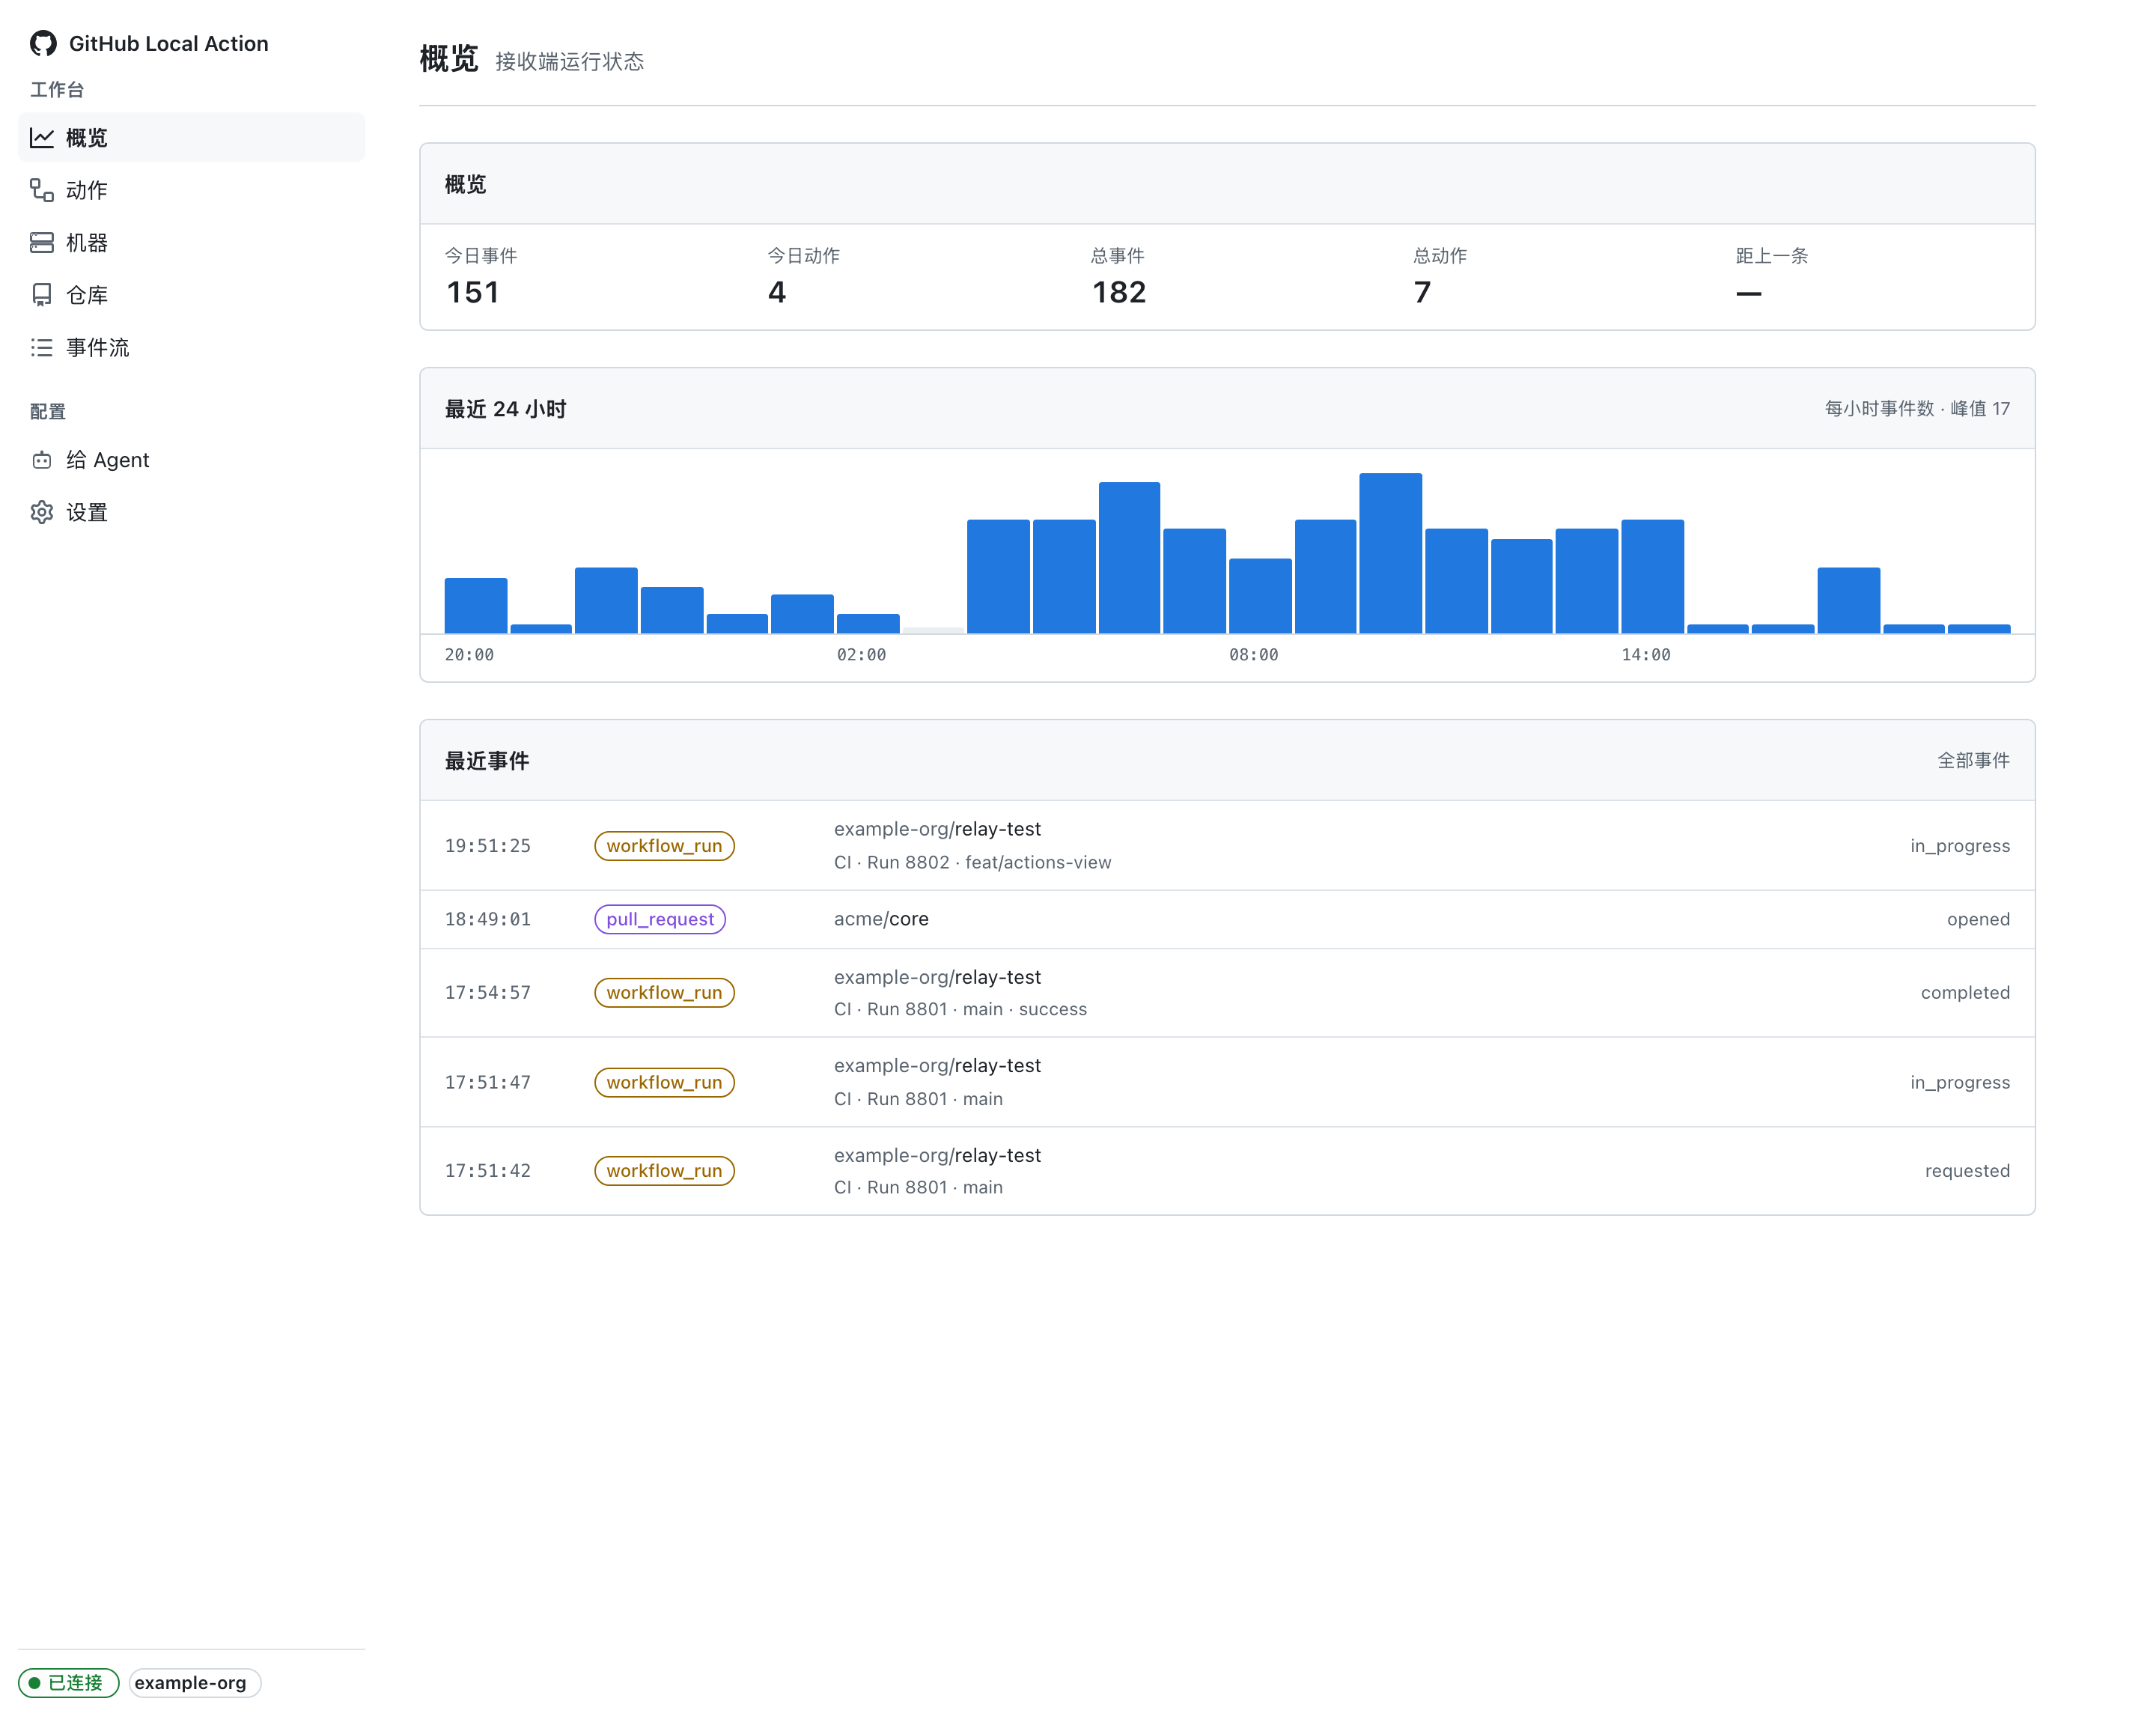 GitHub Local Action
工作台
概览
动作
机器
仓库
事件流
配置
给 Agent
设置
已连接 example-org
概览 接收端运行状态
概览
今日事件 今日动作 总事件 总动作 距上一条
151 4 182 7 —
最近 24 小时 每小时事件数 · 峰值 17
20:00 02:00 08:00 14:00
最近事件 全部事件
19:51:25 workflow_run example-org/relay-test in_progress
CI · Run 8802 · feat/actions-view
18:49:01 pull_request acme/core opened
17:54:57 workflow_run example-org/relay-test completed
CI · Run 8801 · main · success
17:51:47 workflow_run example-org/relay-test in_progress
CI · Run 8801 · main
17:51:42 workflow_run example-org/relay-test requested
CI · Run 8801 · main